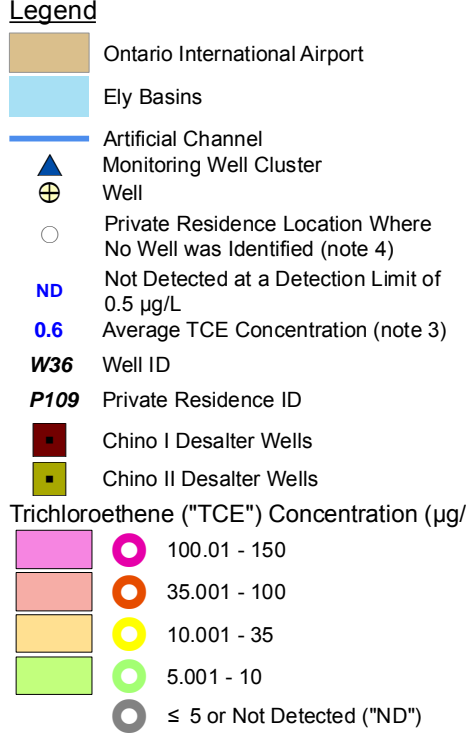 Legend
Ontario International Airport
Ely Basins
Artificial Channel
Monitoring Well Cluster
Well
Private Residence Location Where
No Well was Identified (note 4)
ND Not Detected at a Detection Limit of
0.5 µg/L
0.6 Average TCE Concentration (note 3)
W36 Well ID
P109 Private Residence ID
Chino I Desalter Wells
Chino II Desalter Wells
Trichloroethene ("TCE") Concentration (µg/
100.01 - 150
35.001 - 100
10.001 - 35
5.001 - 10
≤ 5 or Not Detected ("ND")